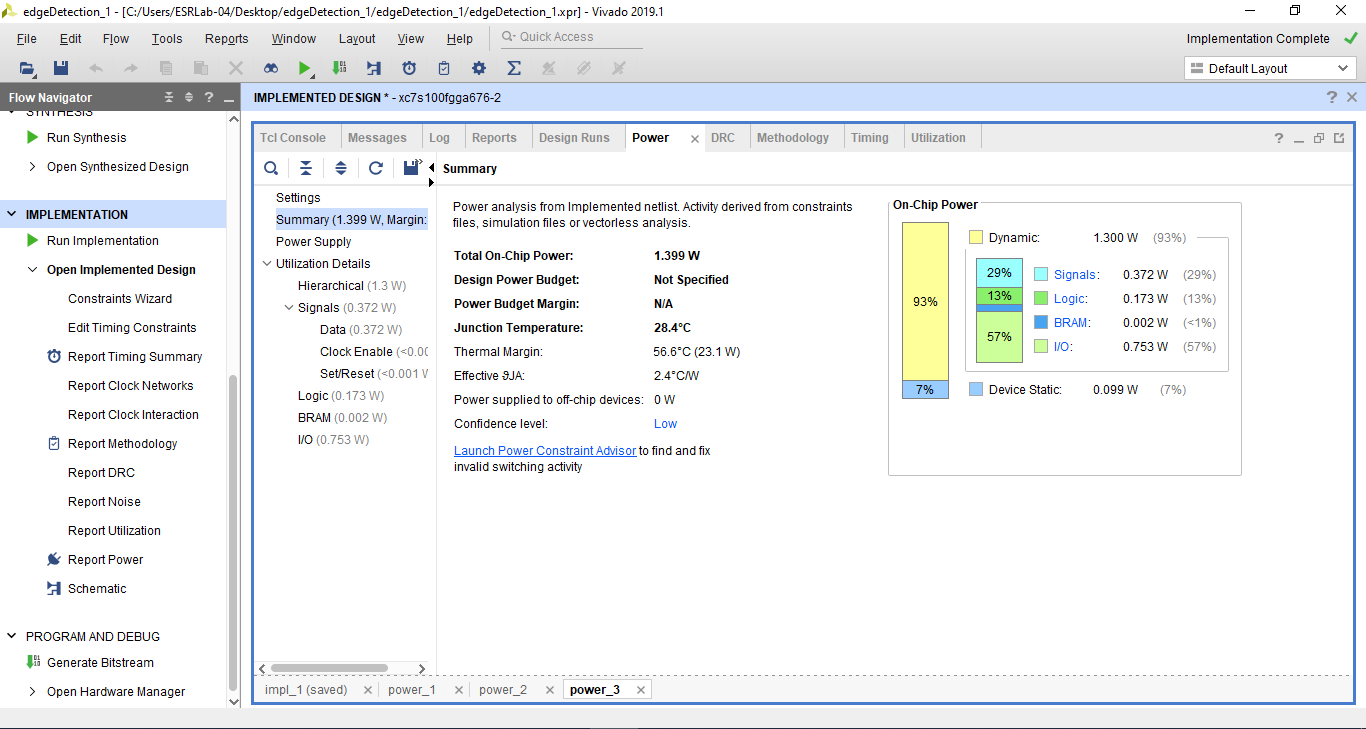 edgeDetection_1 - [C:/Users/ESRLab-04/Desktop/edgeDetection_1/edgeDetection_1/edgeDetection_1.xpr] - Vivado 2019.1
File Edit Flow Tools Reports Window Layout View Help Quick Access
Implementation Complete
Default Layout
Flow Navigator
SYNTHESIS
Run Synthesis
Open Synthesized Design
IMPLEMENTATION
Run Implementation
Open Implemented Design
Constraints Wizard
Edit Timing Constraints
Report Timing Summary
Report Clock Networks
Report Clock Interaction
Report Methodology
Report DRC
Report Noise
Report Utilization
Report Power
Schematic
PROGRAM AND DEBUG
Generate Bitstream
Open Hardware Manager
IMPLEMENTED DESIGN * - xc7s100fgga676-2
Tcl Console Messages Log Reports Design Runs Power DRC Methodology Timing Utilization
Settings
Summary (1.399 W, Margin:
Power Supply
Utilization Details
Hierarchical (1.3 W)
Signals (0.372 W)
Data (0.372 W)
Clock Enable (<0.00
Set/Reset (<0.001 W
Logic (0.173 W)
BRAM (0.002 W)
I/O (0.753 W)
Summary
Power analysis from Implemented netlist. Activity derived from constraints
files, simulation files or vectorless analysis.
Total On-Chip Power: 1.399 W
Design Power Budget: Not Specified
Power Budget Margin: N/A
Junction Temperature: 28.4°C
Thermal Margin: 56.6°C (23.1 W)
Effective ϑJA: 2.4°C/W
Power supplied to off-chip devices: 0 W
Confidence level: Low
Launch Power Constraint Advisor to find and fix
invalid switching activity
On-Chip Power
93%
7%
Dynamic: 1.300 W (93%)
29%
13%
57%
Signals: 0.372 W (29%)
Logic: 0.173 W (13%)
BRAM: 0.002 W (<1%)
I/O: 0.753 W (57%)
Device Static: 0.099 W (7%)
impl_1 (saved) power_1 power_2 power_3